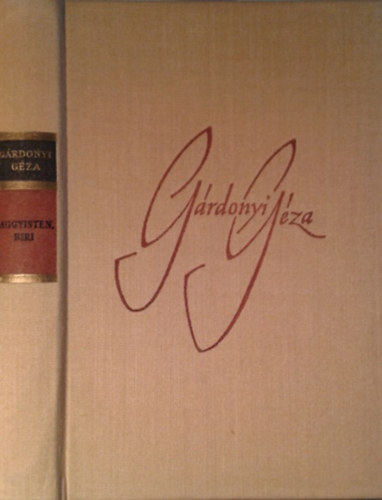 GÁRDONYI
GÉZA
AGGYISTEN,
BIRI
Gárdonyi Géza